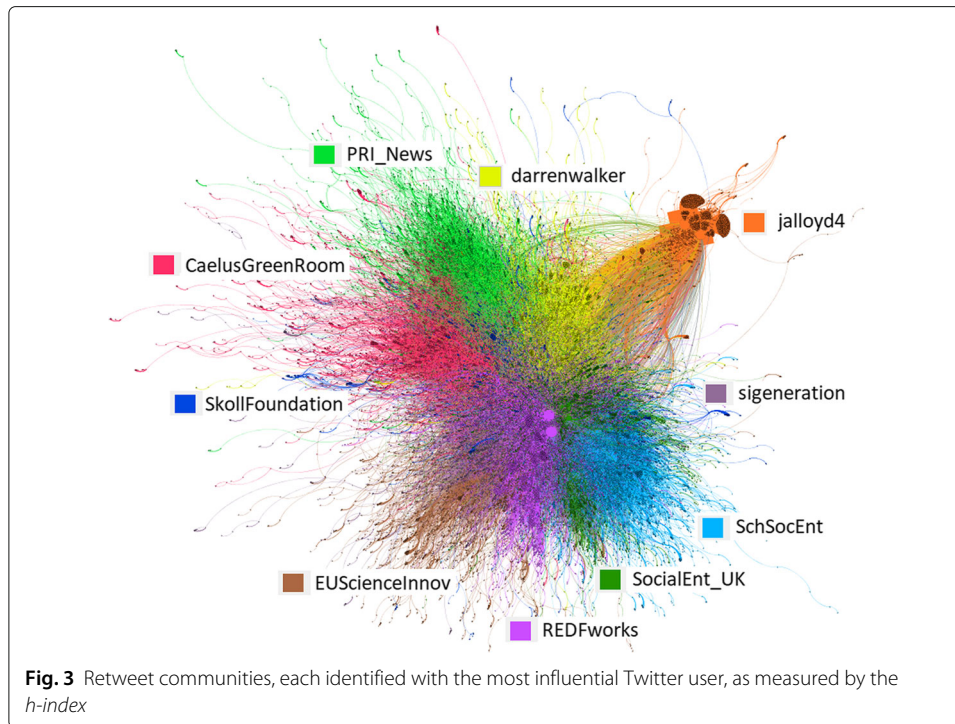 PRI_News
darrenwalker
jalloyd4
CaelusGreenRoom
SkollFoundation
sigeneration
SchSocEnt
EUScienceInnov
SocialEnt_UK
REDFworks
Fig. 3 Retweet communities, each identified with the most influential Twitter user, as measured by the
h-index